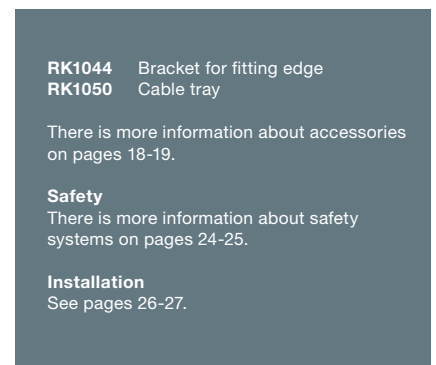 RK1044 Bracket for fitting edge
RK1050 Cable tray
There is more information about accessories
on pages 18-19.
Safety
There is more information about safety
systems on pages 24-25.
Installation
See pages 26-27.